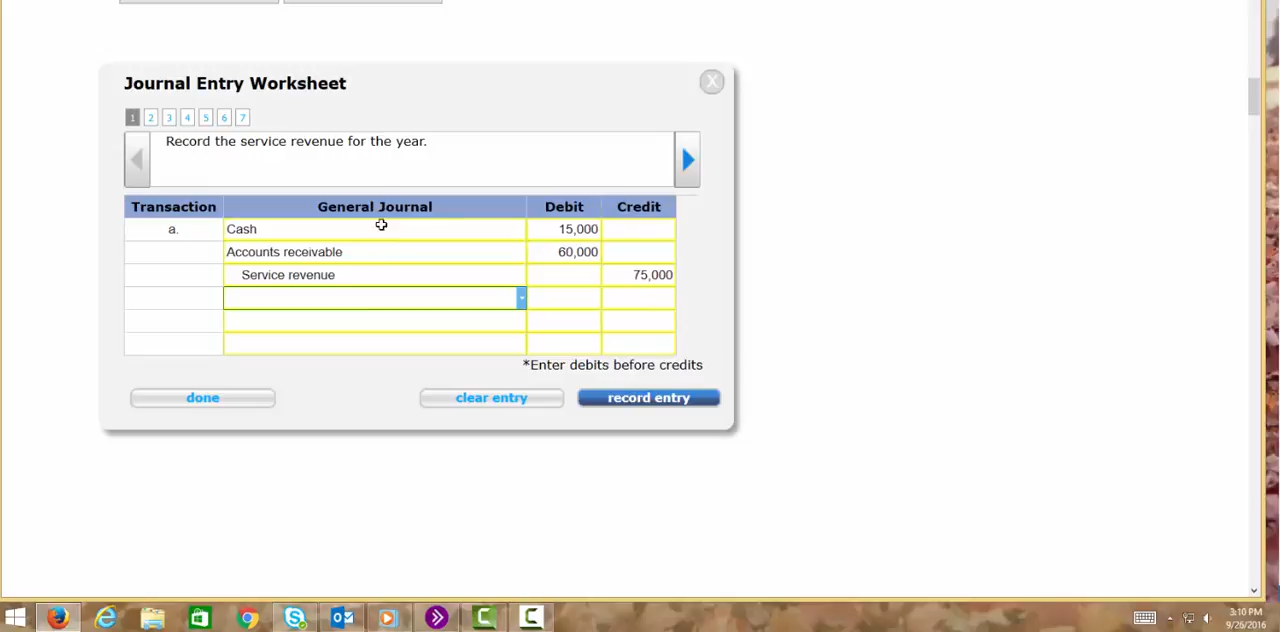 Journal Entry Worksheet
X
1 2 3 4 5 6 7
Record the service revenue for the year.
Transaction General Journal Debit Credit
a. Cash 15,000
Accounts receivable 60,000
Service revenue 75,000
*Enter debits before credits
done clear entry record entry
3:10 PM
9/26/2016